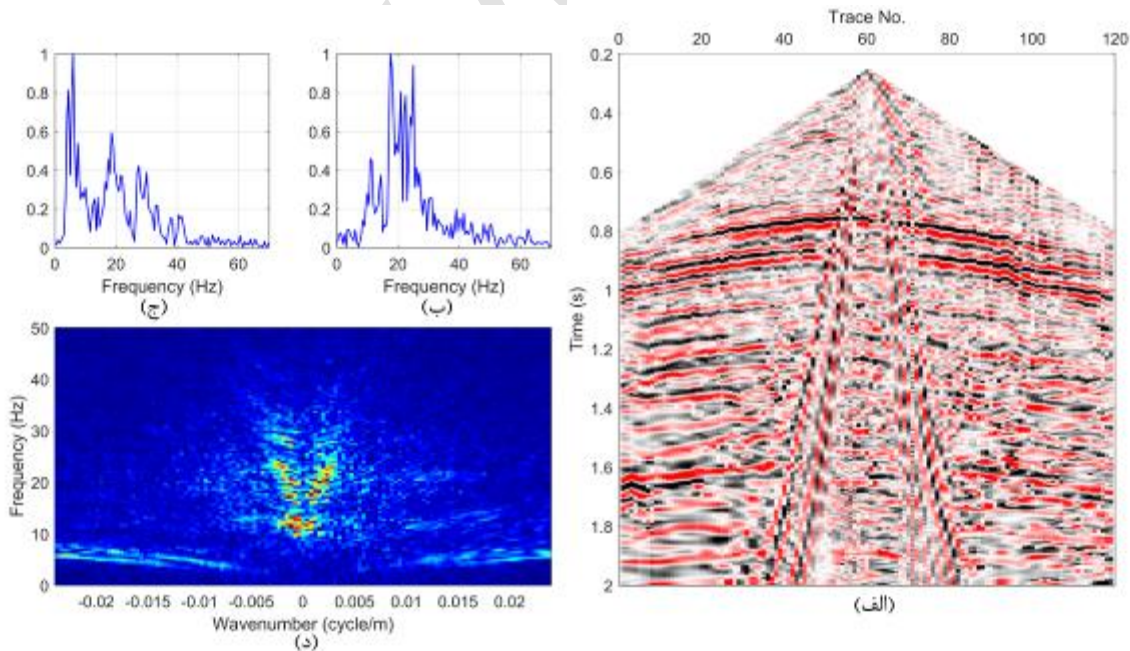 Trace No.
0 20 40 60 80 100 120
0.2
0.4
0.6
0.8
1
1.2
1.4
1.6
1.8
2
Time (s)
(الف)
1
0.8
0.6
0.4
0.2
0
0 20 40 60
Frequency (Hz)
(ب)
1
0.8
0.6
0.4
0.2
0
0 20 40 60
Frequency (Hz)
(ج)
50
40
30
20
10
0
Frequency (Hz)
-0.02 -0.015 -0.01 -0.005 0 0.005 0.01 0.015 0.02
Wavenumber (cycle/m)
(د)